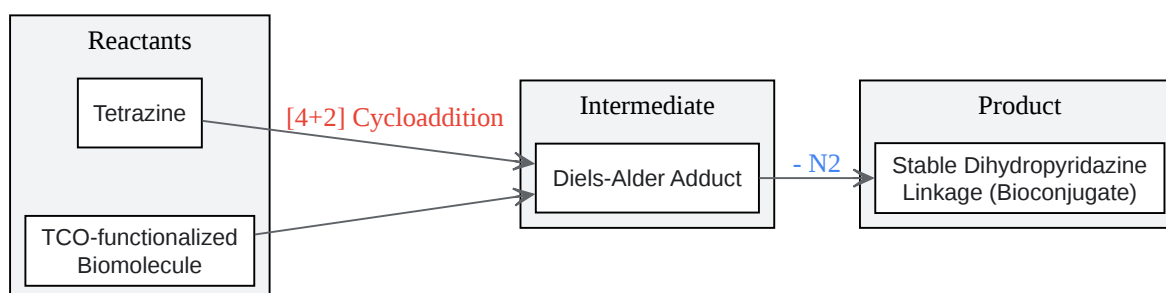 Reactants
Tetrazine
TCO-functionalized
Biomolecule
[4+2] Cycloaddition
Intermediate
Diels-Alder Adduct
- N2
Product
Stable Dihydropyridazine
Linkage (Bioconjugate)